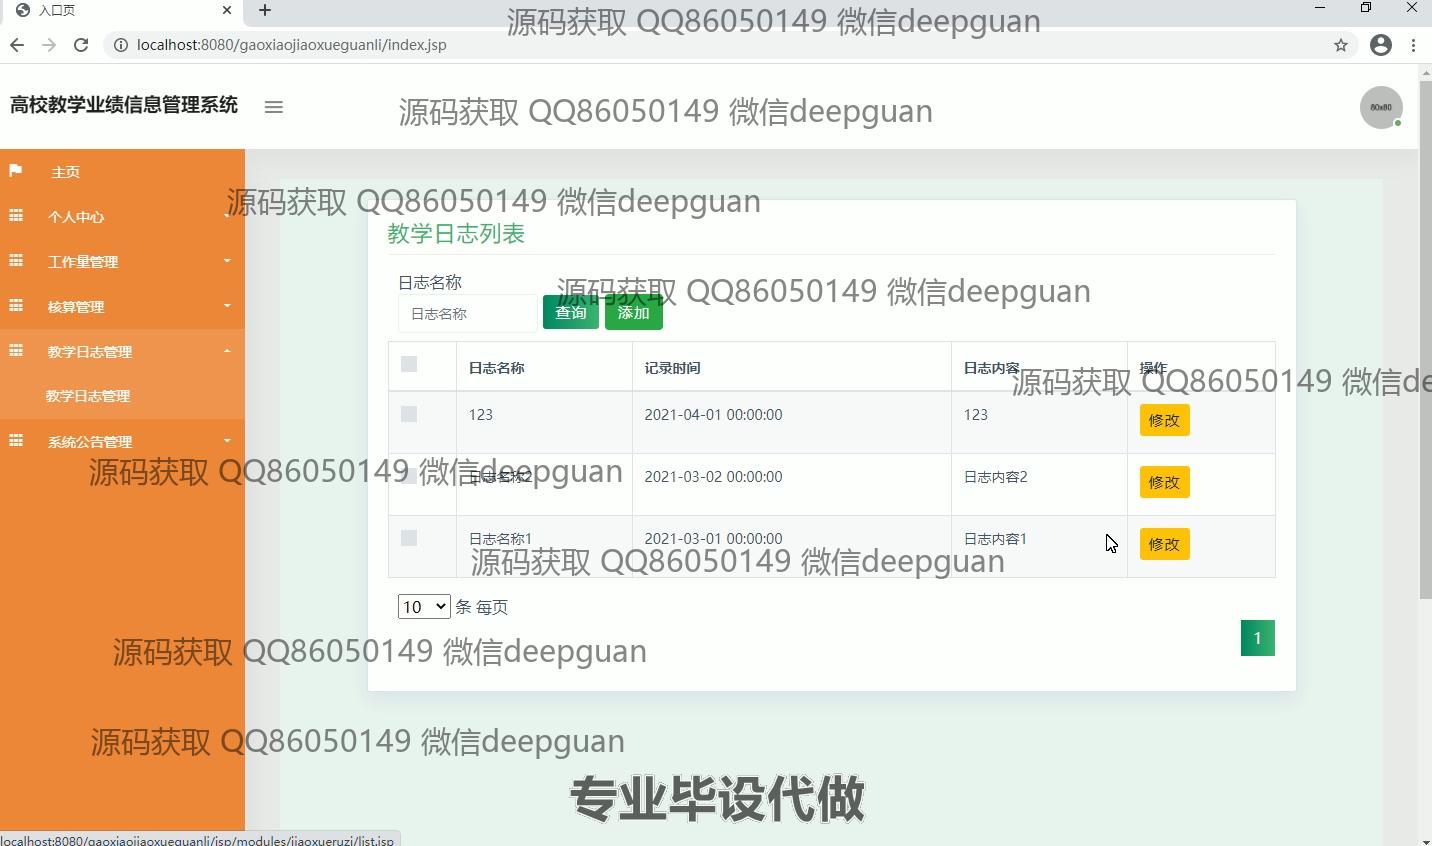 入口页
源码获取 QQ86050149 微信deepguan
localhost:8080/gaoxiaojiaoxueguanli/index.jsp
高校教学业绩信息管理系统
源码获取 QQ86050149 微信deepguan
80x80
主页
源码获取 QQ86050149 微信deepguan
个人中心
教学日志列表
工作量管理
日志名称
源码获取 QQ86050149 微信deepguan
核算管理
日志名称 查询 添加
教学日志管理
日志名称 记录时间 日志内容 操作
源码获取 QQ86050149 微信de
教学日志管理
123 2021-04-01 00:00:00 123 修改
系统公告管理
源码获取 QQ86050149 微信deepguan
日志名称2 2021-03-02 00:00:00 日志内容2 修改
日志名称1 2021-03-01 00:00:00 日志内容1 修改
源码获取 QQ86050149 微信deepguan
10 条 每页
1
源码获取 QQ86050149 微信deepguan
源码获取 QQ86050149 微信deepguan
专业毕设代做
localhost:8080/gaoxiaojiaoxueguanli/jsp/modules/jiaoxueruzi/list.jsp